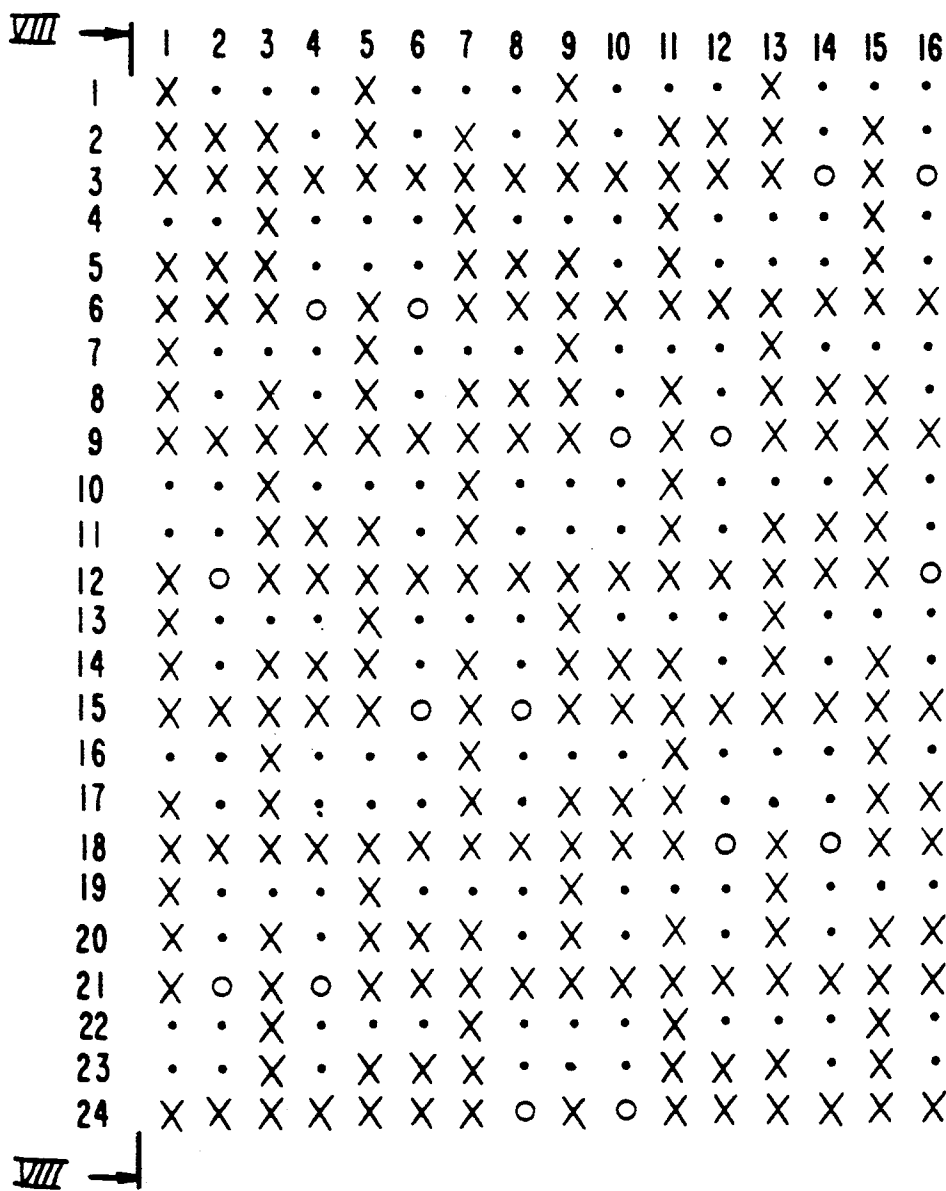 VIII 1 2 3 4 5 6 7 8 9 10 11 12 13 14 15 16
1 X • • • X • • • X • • • X • • •
2 X X X • X • X • X • X X X • X •
3 X X X X X X X X X X X X X O X O
4 • • X • • • X • • • X • • • X •
5 X X X • • • X X X • X • • • X •
6 X X X O X O X X X X X X X X X X
7 X • • • X • • • X • • • X • • •
8 X • X • X • X X X • X • X X X •
9 X X X X X X X X X O X O X X X X
10 • • X • • • X • • • X • • • X •
11 • • X X X • X • • • X • X X X •
12 X O X X X X X X X X X X X X X O
13 X • • • X • • • X • • • X • • •
14 X • X X X • X • X X X • X • X •
15 X X X X X O X O X X X X X X X X
16 • • X • • • X • • • X • • • X •
17 X • X • • • X • X X X • • • X X
18 X X X X X X X X X X X O X O X X
19 X • • • X • • • X • • • X • • •
20 X • X • X X X • X • X • X • X X
21 X O X O X X X X X X X X X X X X
22 • • X • • • X • • • X • • • X •
23 • • X • X X X • • • X X X • X •
24 X X X X X X X O X O X X X X X X
VIII